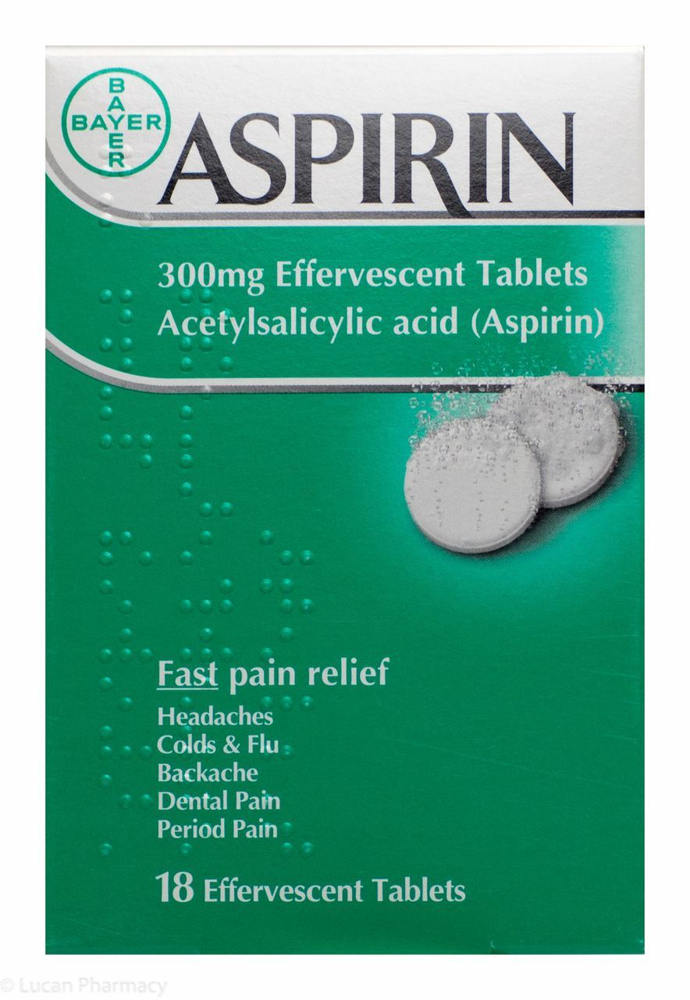 BAYER
BAYER
ASPIRIN
300mg Effervescent Tablets
Acetylsalicylic acid (Aspirin)
Fast pain relief
Headaches
Colds & Flu
Backache
Dental Pain
Period Pain
18 Effervescent Tablets
© Lucan Pharmacy